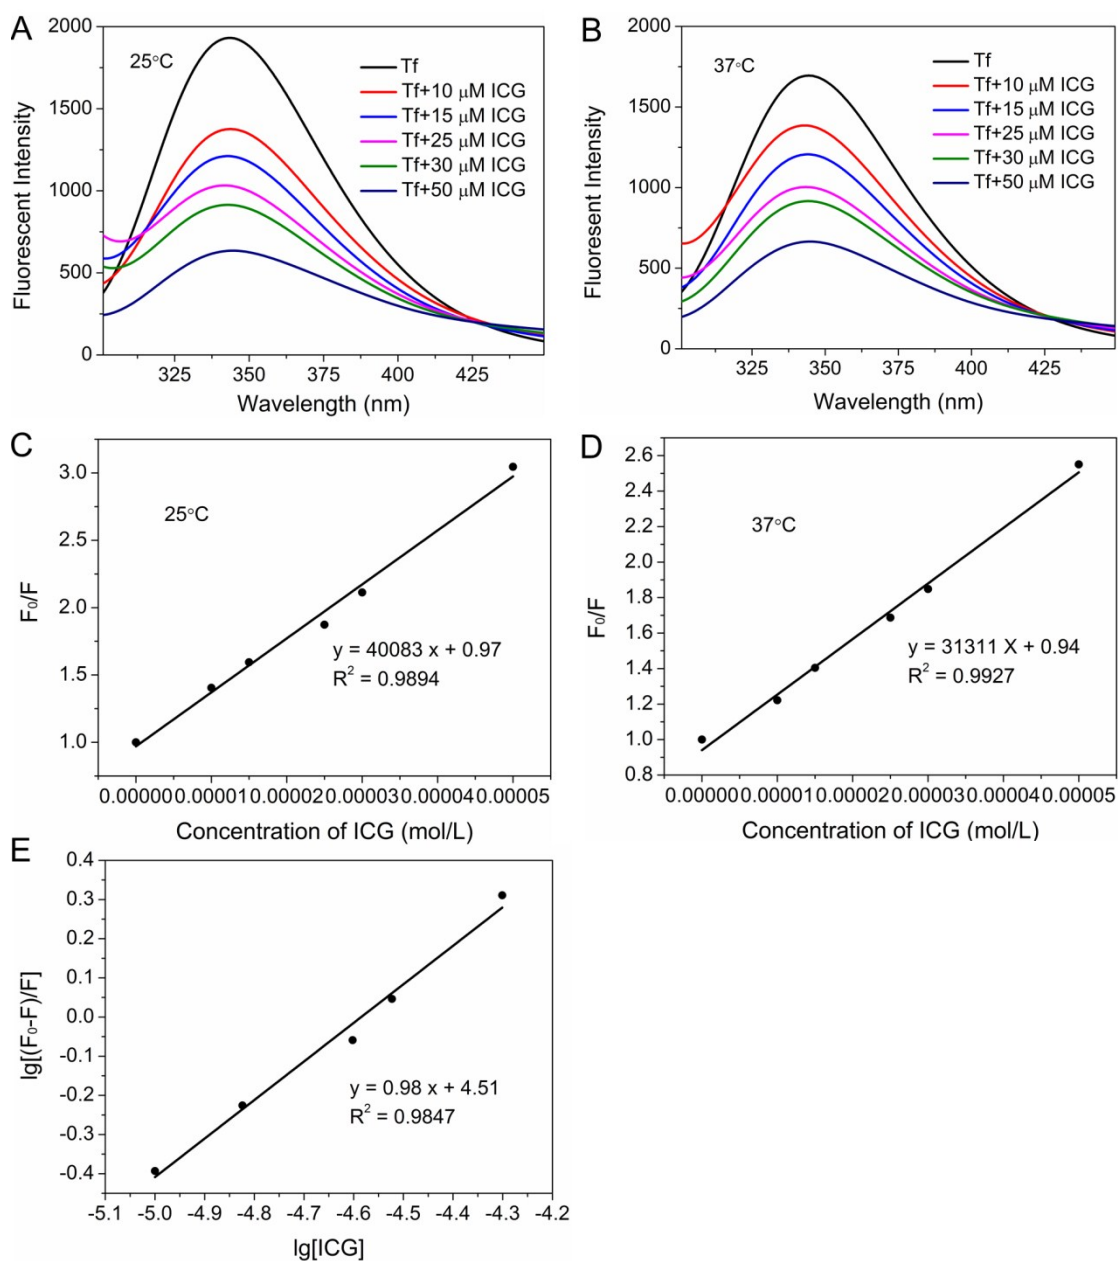 A
25°C
Tf
Tf+10 μM ICG
Tf+15 μM ICG
Tf+25 μM ICG
Tf+30 μM ICG
Tf+50 μM ICG
2000
1500
1000
500
0
Fluorescent Intensity
325 350 375 400 425
Wavelength (nm)
B
37°C
Tf
Tf+10 μM ICG
Tf+15 μM ICG
Tf+25 μM ICG
Tf+30 μM ICG
Tf+50 μM ICG
2000
1500
1000
500
0
Fluorescent Intensity
325 350 375 400 425
Wavelength (nm)
C
25°C
3.0
2.5
2.0
1.5
1.0
F₀/F
y = 40083 x + 0.97
R² = 0.9894
0.00000 0.00001 0.00002 0.00003 0.00004 0.00005
Concentration of ICG (mol/L)
D
37°C
2.6
2.4
2.2
2.0
1.8
1.6
1.4
1.2
1.0
0.8
F₀/F
y = 31311 X + 0.94
R² = 0.9927
0.00000 0.00001 0.00002 0.00003 0.00004 0.00005
Concentration of ICG (mol/L)
E
0.4
0.3
0.2
0.1
0.0
-0.1
-0.2
-0.3
-0.4
lg[(F₀-F)/F]
y = 0.98 x + 4.51
R² = 0.9847
-5.1 -5.0 -4.9 -4.8 -4.7 -4.6 -4.5 -4.4 -4.3 -4.2
lg[ICG]